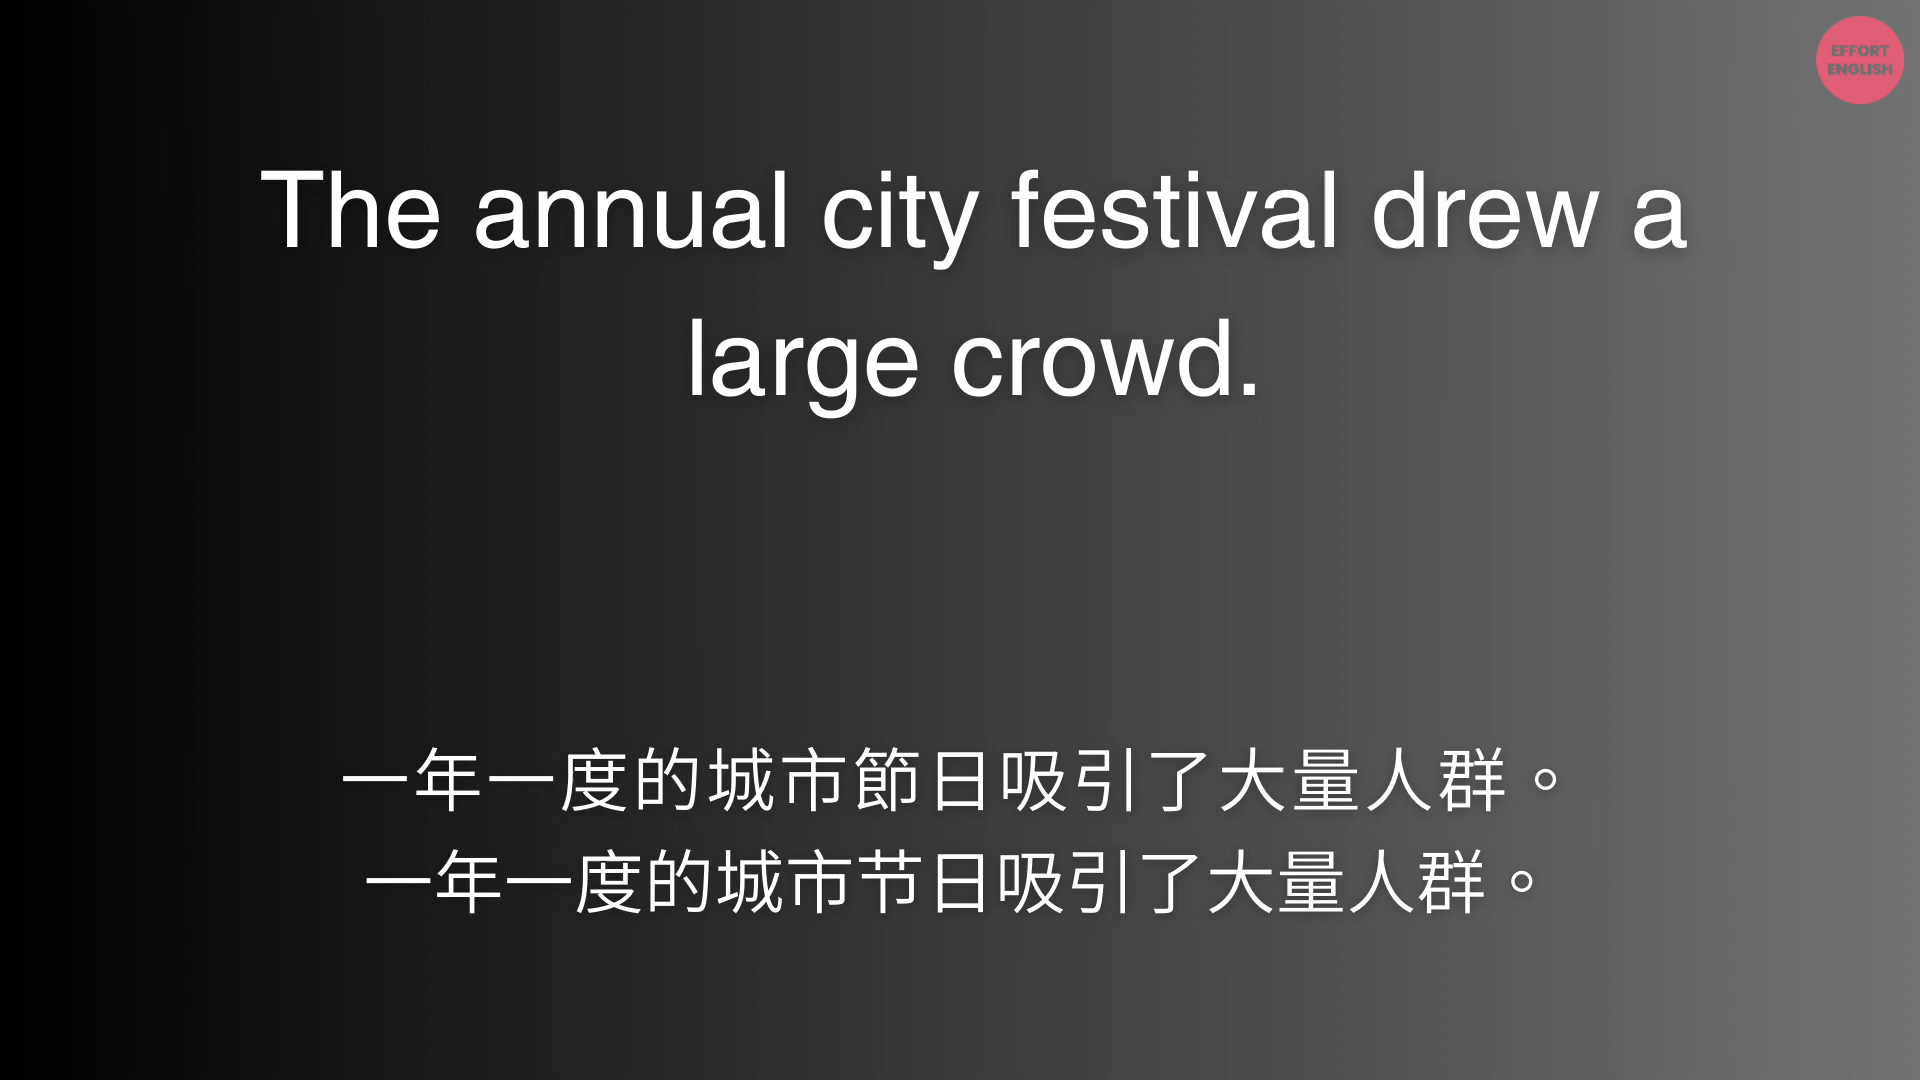 EFFORT
ENGLISH
The annual city festival drew a
large crowd.
一年一度的城市節日吸引了大量人群。
一年一度的城市节日吸引了大量人群。